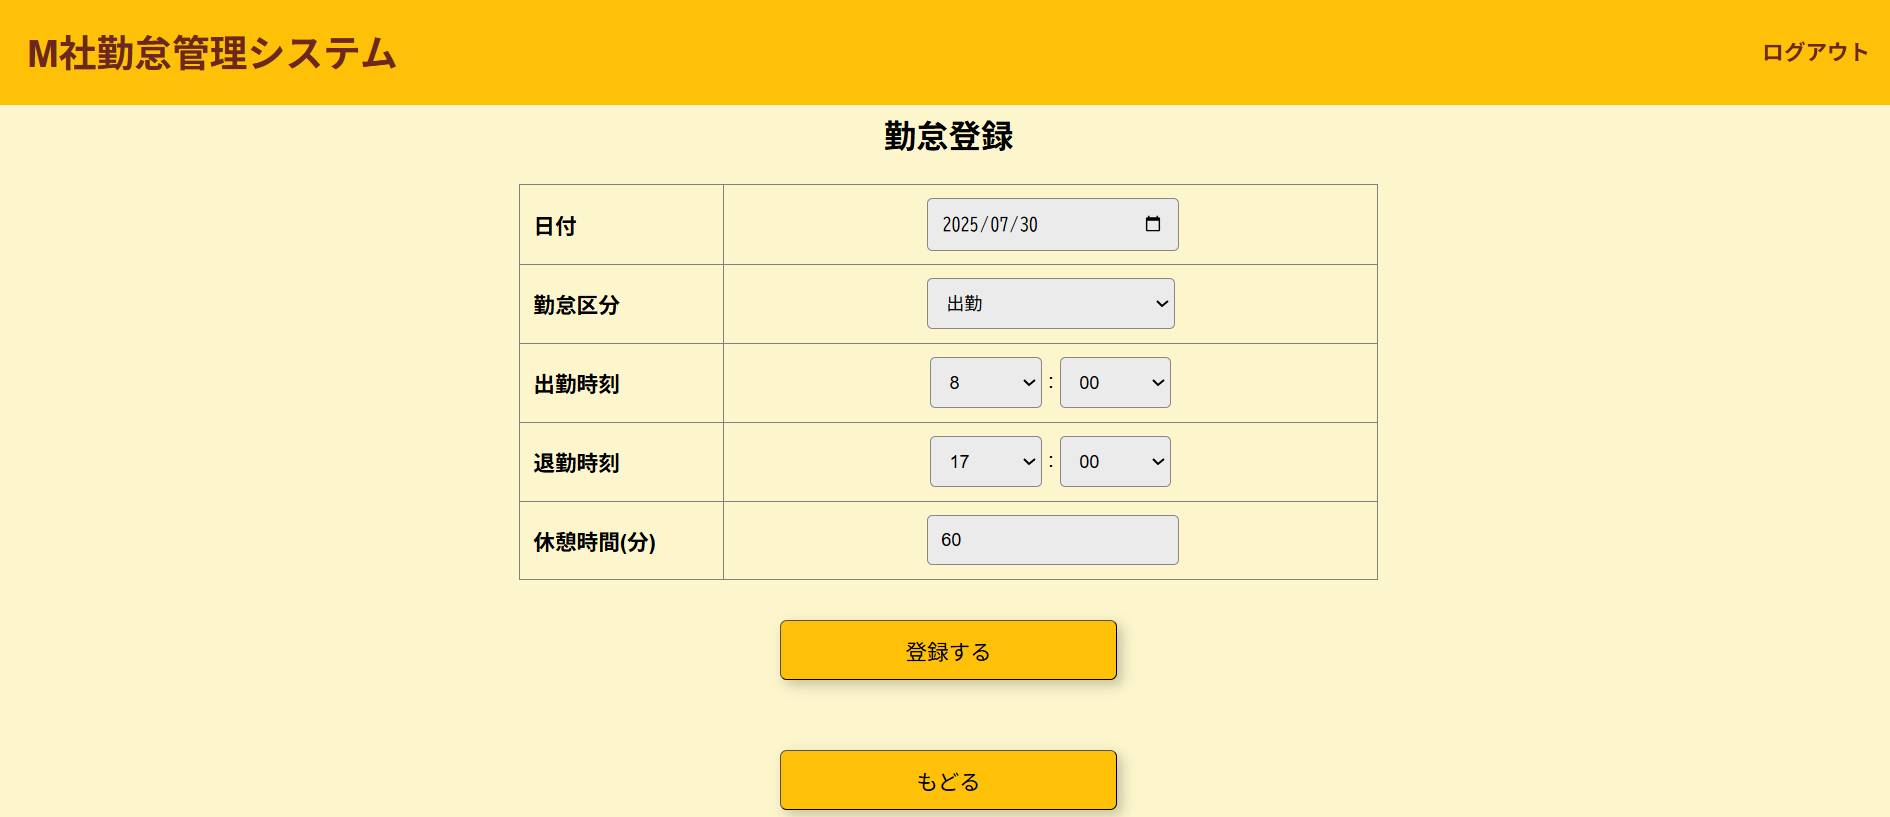 M社勤怠管理システム
ログアウト
勤怠登録
日付 2025/07/30
勤怠区分 出勤
出勤時刻 8 : 00
退勤時刻 17 : 00
休憩時間(分) 60
登録する
もどる